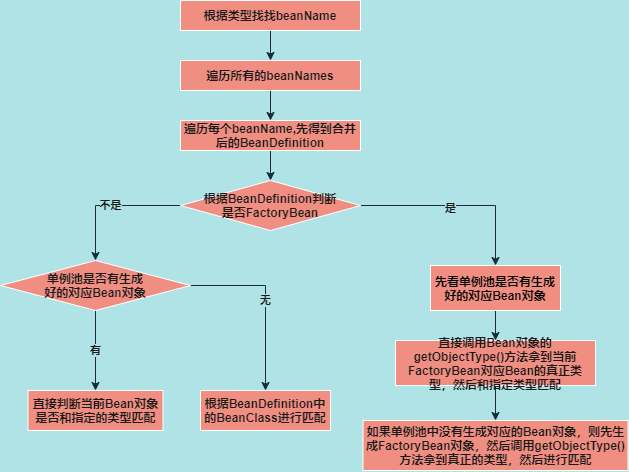 根据类型找找beanName
遍历所有的beanNames
遍历每个beanName,先得到合并
后的BeanDefinition
根据BeanDefinition判断
是否FactoryBean
不是
是
单例池是否有生成
好的对应Bean对象
先看单例池是否有生成
好的对应Bean对象
无
有
直接调用Bean对象的
getObjectType()方法拿到当前
FactoryBean对应Bean的真正类
型，然后和指定类型匹配
直接判断当前Bean对象
是否和指定的类型匹配
根据BeanDefinition中
的BeanClass进行匹配
如果单例池中没有生成对应的Bean对象，则先生
成FactoryBean对象，然后调用getObjectType()
方法拿到真正的类型，然后进行匹配